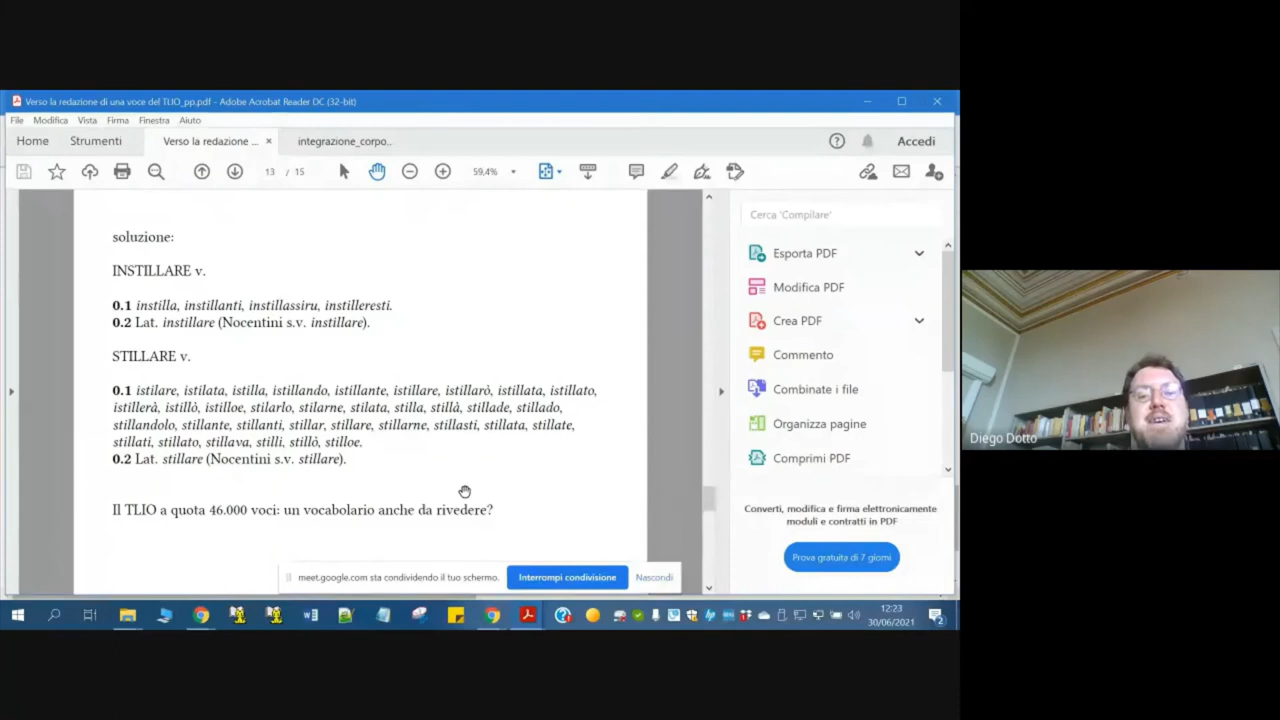 Verso la redazione di una voce del TLIO_pp.pdf - Adobe Acrobat Reader DC (32-bit)
File Modifica Vista Firma Finestra Aiuto
Home Strumenti Verso la redazione ... × integrazione_corpo... Accedi
13 / 15 59,4%
soluzione:
INSTILLARE v.
0.1 instilla, instillanti, instillassiru, instilleresti.
0.2 Lat. instillare (Nocentini s.v. instillare).
STILLARE v.
0.1 istilare, istilata, istilla, istillando, istillante, istillare, istillarò, istillata, istillato,
istillerà, istillò, istilloe, stilarlo, stilarne, stilata, stilla, stillà, stillade, stillado,
stillandolo, stillante, stillanti, stillar, stillare, stillarne, stillasti, stillata, stillate,
stillati, stillato, stillava, stilli, stillò, stilloe.
0.2 Lat. stillare (Nocentini s.v. stillare).
Il TLIO a quota 46.000 voci: un vocabolario anche da rivedere?
Cerca 'Compilare'
Esporta PDF
Modifica PDF
Crea PDF
Commento
Combinate i file
Organizza pagine
Comprimi PDF
Converti, modifica e firma elettronicamente
moduli e contratti in PDF
Prova gratuita di 7 giorni
meet.google.com sta condividendo il tuo schermo. Interrompi condivisione Nascondi
12:23
30/06/2021
2
Diego Dotto